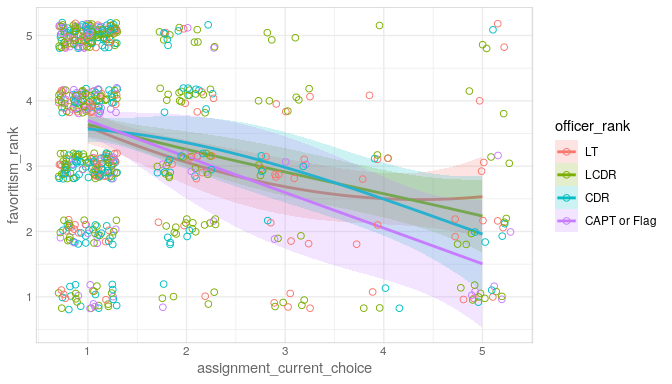 5
4
3
2
1
favoritism_rank
1 2 3 4 5
assignment_current_choice
officer_rank
LT
LCDR
CDR
CAPT or Flag